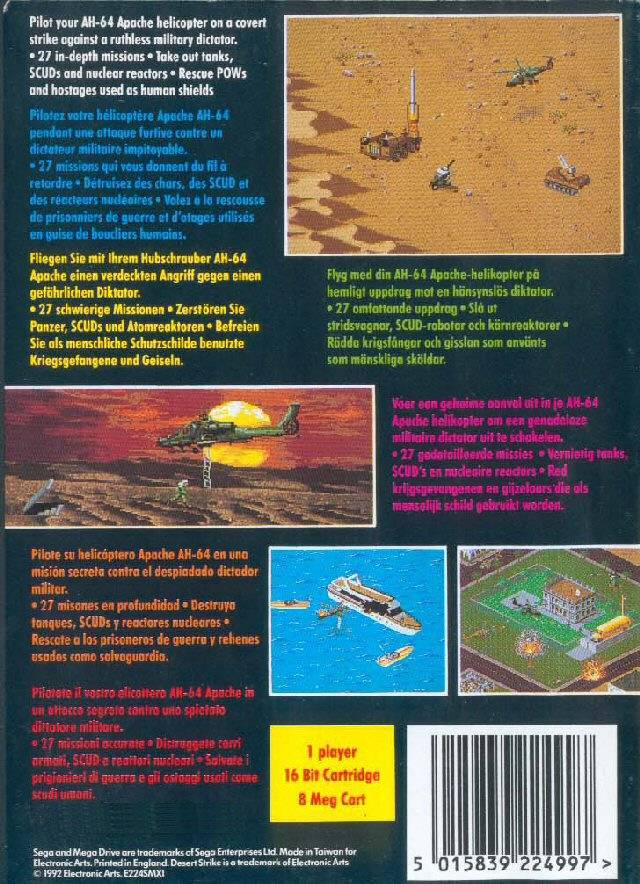 Pilot your AH-64 Apache helicopter on a covert
strike against a ruthless military dictator.
• 27 in-depth missions • Take out tanks,
SCUDs and nuclear reactors • Rescue POWs
and hostages used as human shields
Pilotez votre hélicoptère Apache AH-64
pendant une attaque furtive contre un
dictateur militaire impitoyable.
• 27 missions qui vous donnent du fil à
retordre • Détruisez des chars, des SCUD et
des réacteurs nucléaires • Volez à la rescousse
de prisonniers de guerre et d'otages utilisés
en guise de boucliers humains.
Fliegen Sie mit Ihrem Hubschrauber AH-64
Apache einen verdeckten Angriff gegen einen
gefährlichen Diktator.
• 27 schwierige Missionen • Zerstören Sie
Panzer, SCUDs und Atomreaktoren • Befreien
Sie als menschliche Schutzschilde benutzte
Kriegsgefangene und Geiseln.
Flyg med din AH-64 Apache-helikopter på
hemligt uppdrag mot en hänsynslös diktator.
• 27 omfattande uppdrag • Slå ut
stridsvagnar, SCUD-robotar och kärnreaktorer •
Rädda krigsfångar och gisslan som använts
som mänskliga sköldar.
Voer een geheime aanval uit in je AH-64
Apache helikopter om een genadeloze
militairn dictator uit te schakelen.
• 27 gedetailleerde missies • Vernietig tanks,
SCUD's en nucleaire reactors • Red
krijgsgevangenen en gijzelaars die als
menselijk schild gebruikt worden.
Pilote su helicóptero Apache AH-64 en una
misión secreta contra el despiadado dictador
militar.
• 27 misones en profundidad • Destruya
tanques, SCUDs y reactores nucleares •
Rescate a los prisoneros de guerra y rehenes
usados como salvaguardia.
Pilotate il vostro elicottero AH-64 Apache in
un attacco segreto contro uno spietato
dittatore militare.
• 27 missioni accurate • Distruggete carri
armati, SCUD e reattori nucleari • Salvate i
prigionieri di guerra e gli ostaggi usati come
scudi umani.
1 player
16 Bit Cartridge
8 Meg Cart
Sega and Mega Drive are trademarks of Sega Enterprises Ltd. Made in Taiwan for
Electronic Arts. Printed in England. Desert Strike is a trademark of Electronic Arts
© 1992 Electronic Arts. E224SMXI
5 015839 224997 >